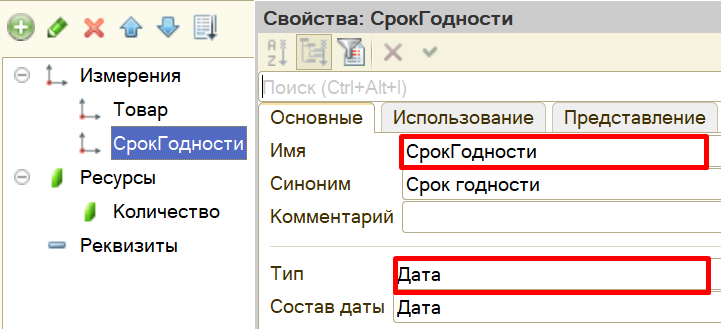 Измерения
Товар
СрокГодности
Ресурсы
Количество
Реквизиты
Свойства: СрокГодности
Поиск (Ctrl+Alt+I)
Основные Использование Представление
Имя СрокГодности
Синоним Срок годности
Комментарий
Тип Дата
Состав даты Дата